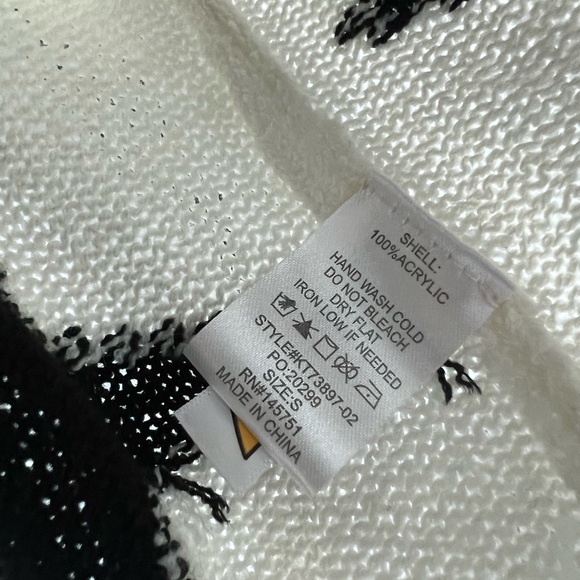 SHELL:
100%ACRYLIC
HAND WASH COLD
DO NOT BLEACH
DRY FLAT
IRON LOW IF NEEDED
STYLE#KT73897-02
PO:20299
SIZE:S
RN#145751
MADE IN CHINA